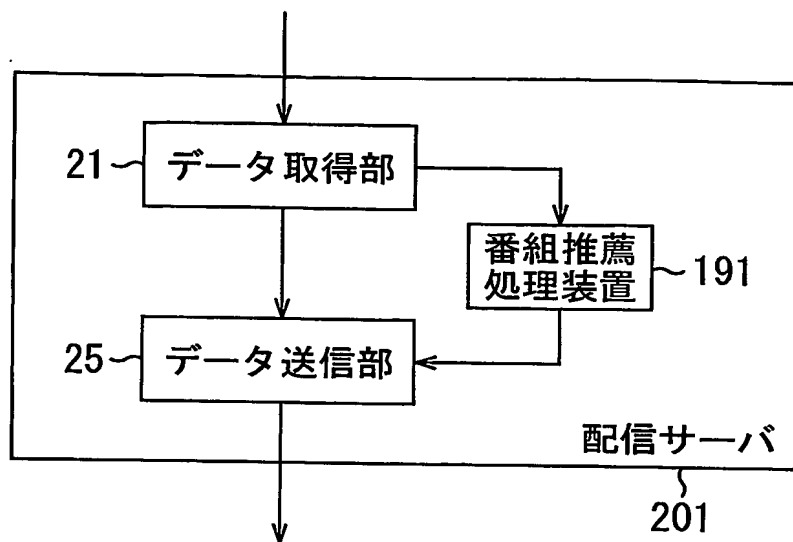 21
データ取得部
番組推薦
処理装置
191
25
データ送信部
配信サーバ
201